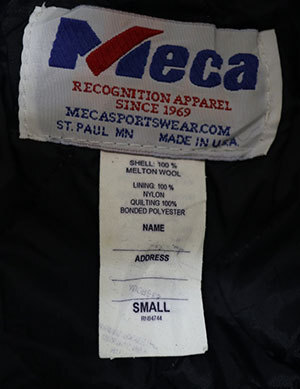 Meca
RECOGNITION APPAREL
SINCE 1969
MECASPORTSWEAR.COM
ST. PAUL MN MADE IN U.S.A.
SHELL: 100 %
MELTON WOOL
LINING: 100 %
NYLON
QUILTING 100%
BONDED POLYESTER
NAME
ADDRESS
SMALL
RN94744